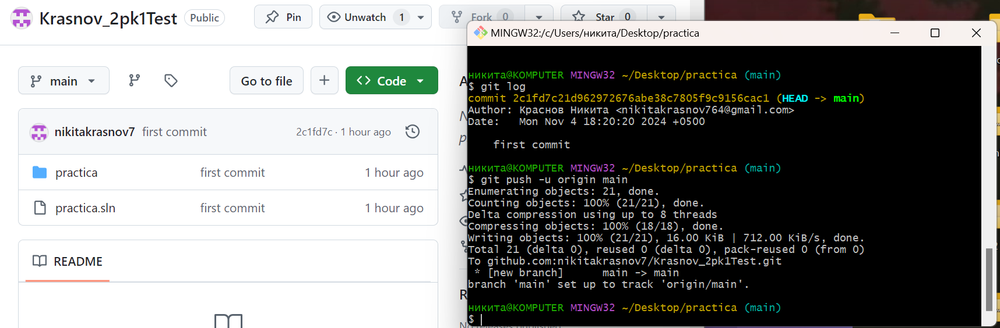 Krasnov_2pk1Test Public Pin Unwatch 1 Fork 0 Star 0
main Go to file + Code
nikitakrasnov7 first commit 2c1fd7c · 1 hour ago
practica first commit 1 hour ago
practica.sln first commit 1 hour ago
README
MINGW32:/c/Users/никита/Desktop/practica
никита@KOMPUTER MINGW32 ~/Desktop/practica (main)
$ git log
commit 2c1fd7c21d962972676abe38c7805f9c9156cac1 (HEAD -> main)
Author: Краснов Никита <nikitakrasnov764@gmail.com>
Date:   Mon Nov 4 18:20:20 2024 +0500
first commit
никита@KOMPUTER MINGW32 ~/Desktop/practica (main)
$ git push -u origin main
Enumerating objects: 21, done.
Counting objects: 100% (21/21), done.
Delta compression using up to 8 threads
Compressing objects: 100% (18/18), done.
Writing objects: 100% (21/21), 16.00 KiB | 712.00 KiB/s, done.
Total 21 (delta 0), reused 0 (delta 0), pack-reused 0 (from 0)
To github.com:nikitakrasnov7/Krasnov_2pk1Test.git
* [new branch]      main -> main
branch 'main' set up to track 'origin/main'.
никита@KOMPUTER MINGW32 ~/Desktop/practica (main)
$